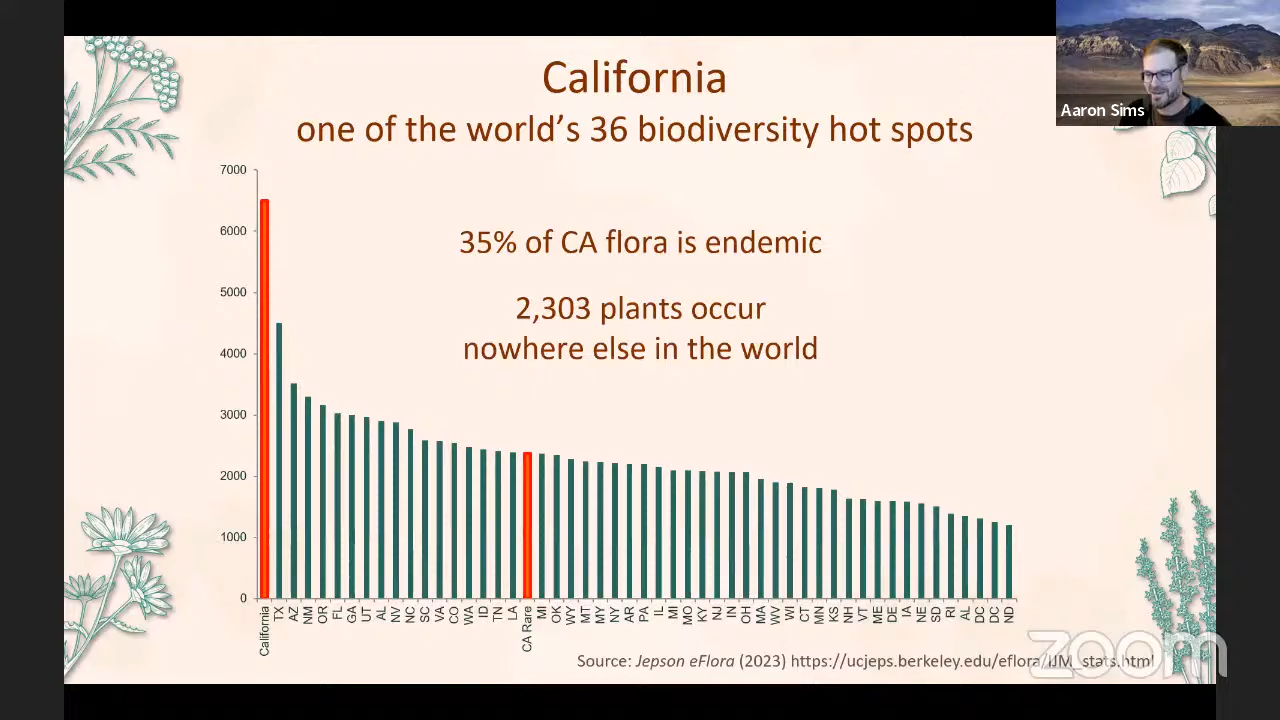 California
one of the world's 36 biodiversity hot spots
Aaron Sims
35% of CA flora is endemic
2,303 plants occur
nowhere else in the world
7000
6000
5000
4000
3000
2000
1000
0
California TX AZ NM OR FL GA UT AL NV NC SC VA CO WA ID TN LA CA Rare MI OK WY MT MY NY AR PA IL MI MO KY NJ IN OH MA WV WI CT MN KS NH VT ME DE IA NE SD RI AL DC DC ND
Source: Jepson eFlora (2023) https://ucjeps.berkeley.edu/eflora/IJM_stats.html
zoom